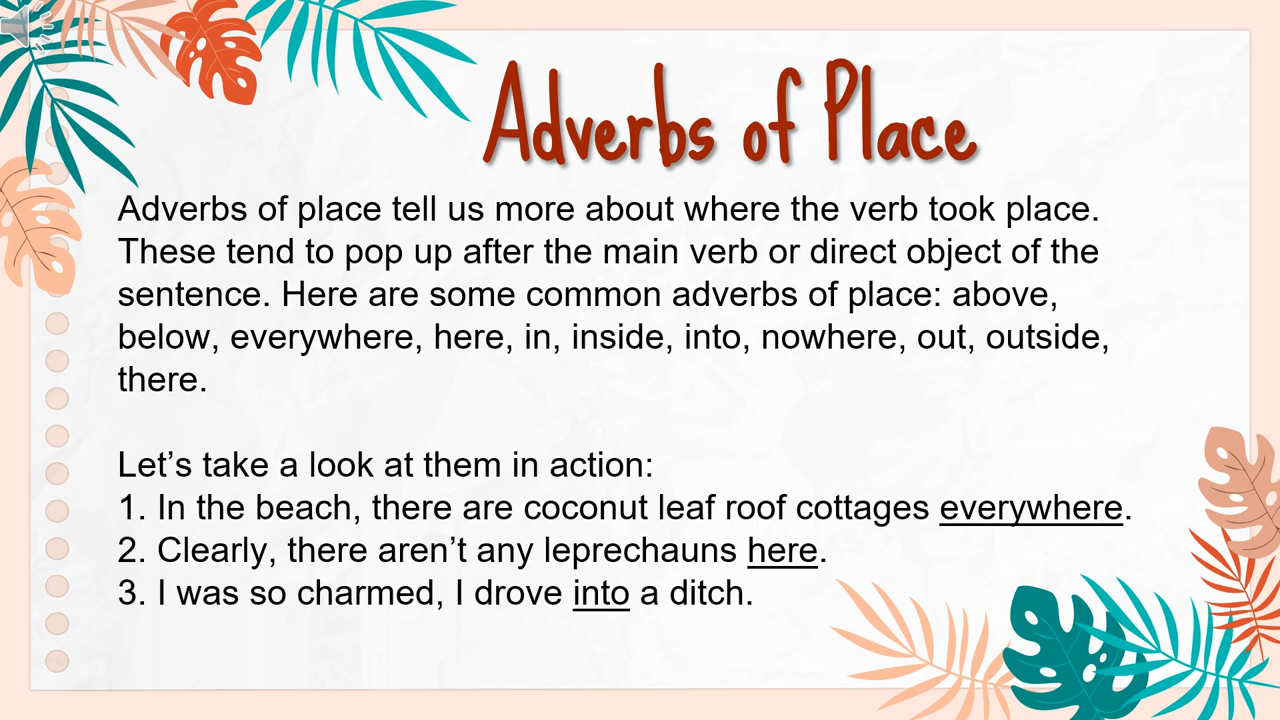 Adverbs of Place
Adverbs of place tell us more about where the verb took place.
These tend to pop up after the main verb or direct object of the
sentence. Here are some common adverbs of place: above,
below, everywhere, here, in, inside, into, nowhere, out, outside,
there.
Let’s take a look at them in action:
1. In the beach, there are coconut leaf roof cottages everywhere.
2. Clearly, there aren’t any leprechauns here.
3. I was so charmed, I drove into a ditch.